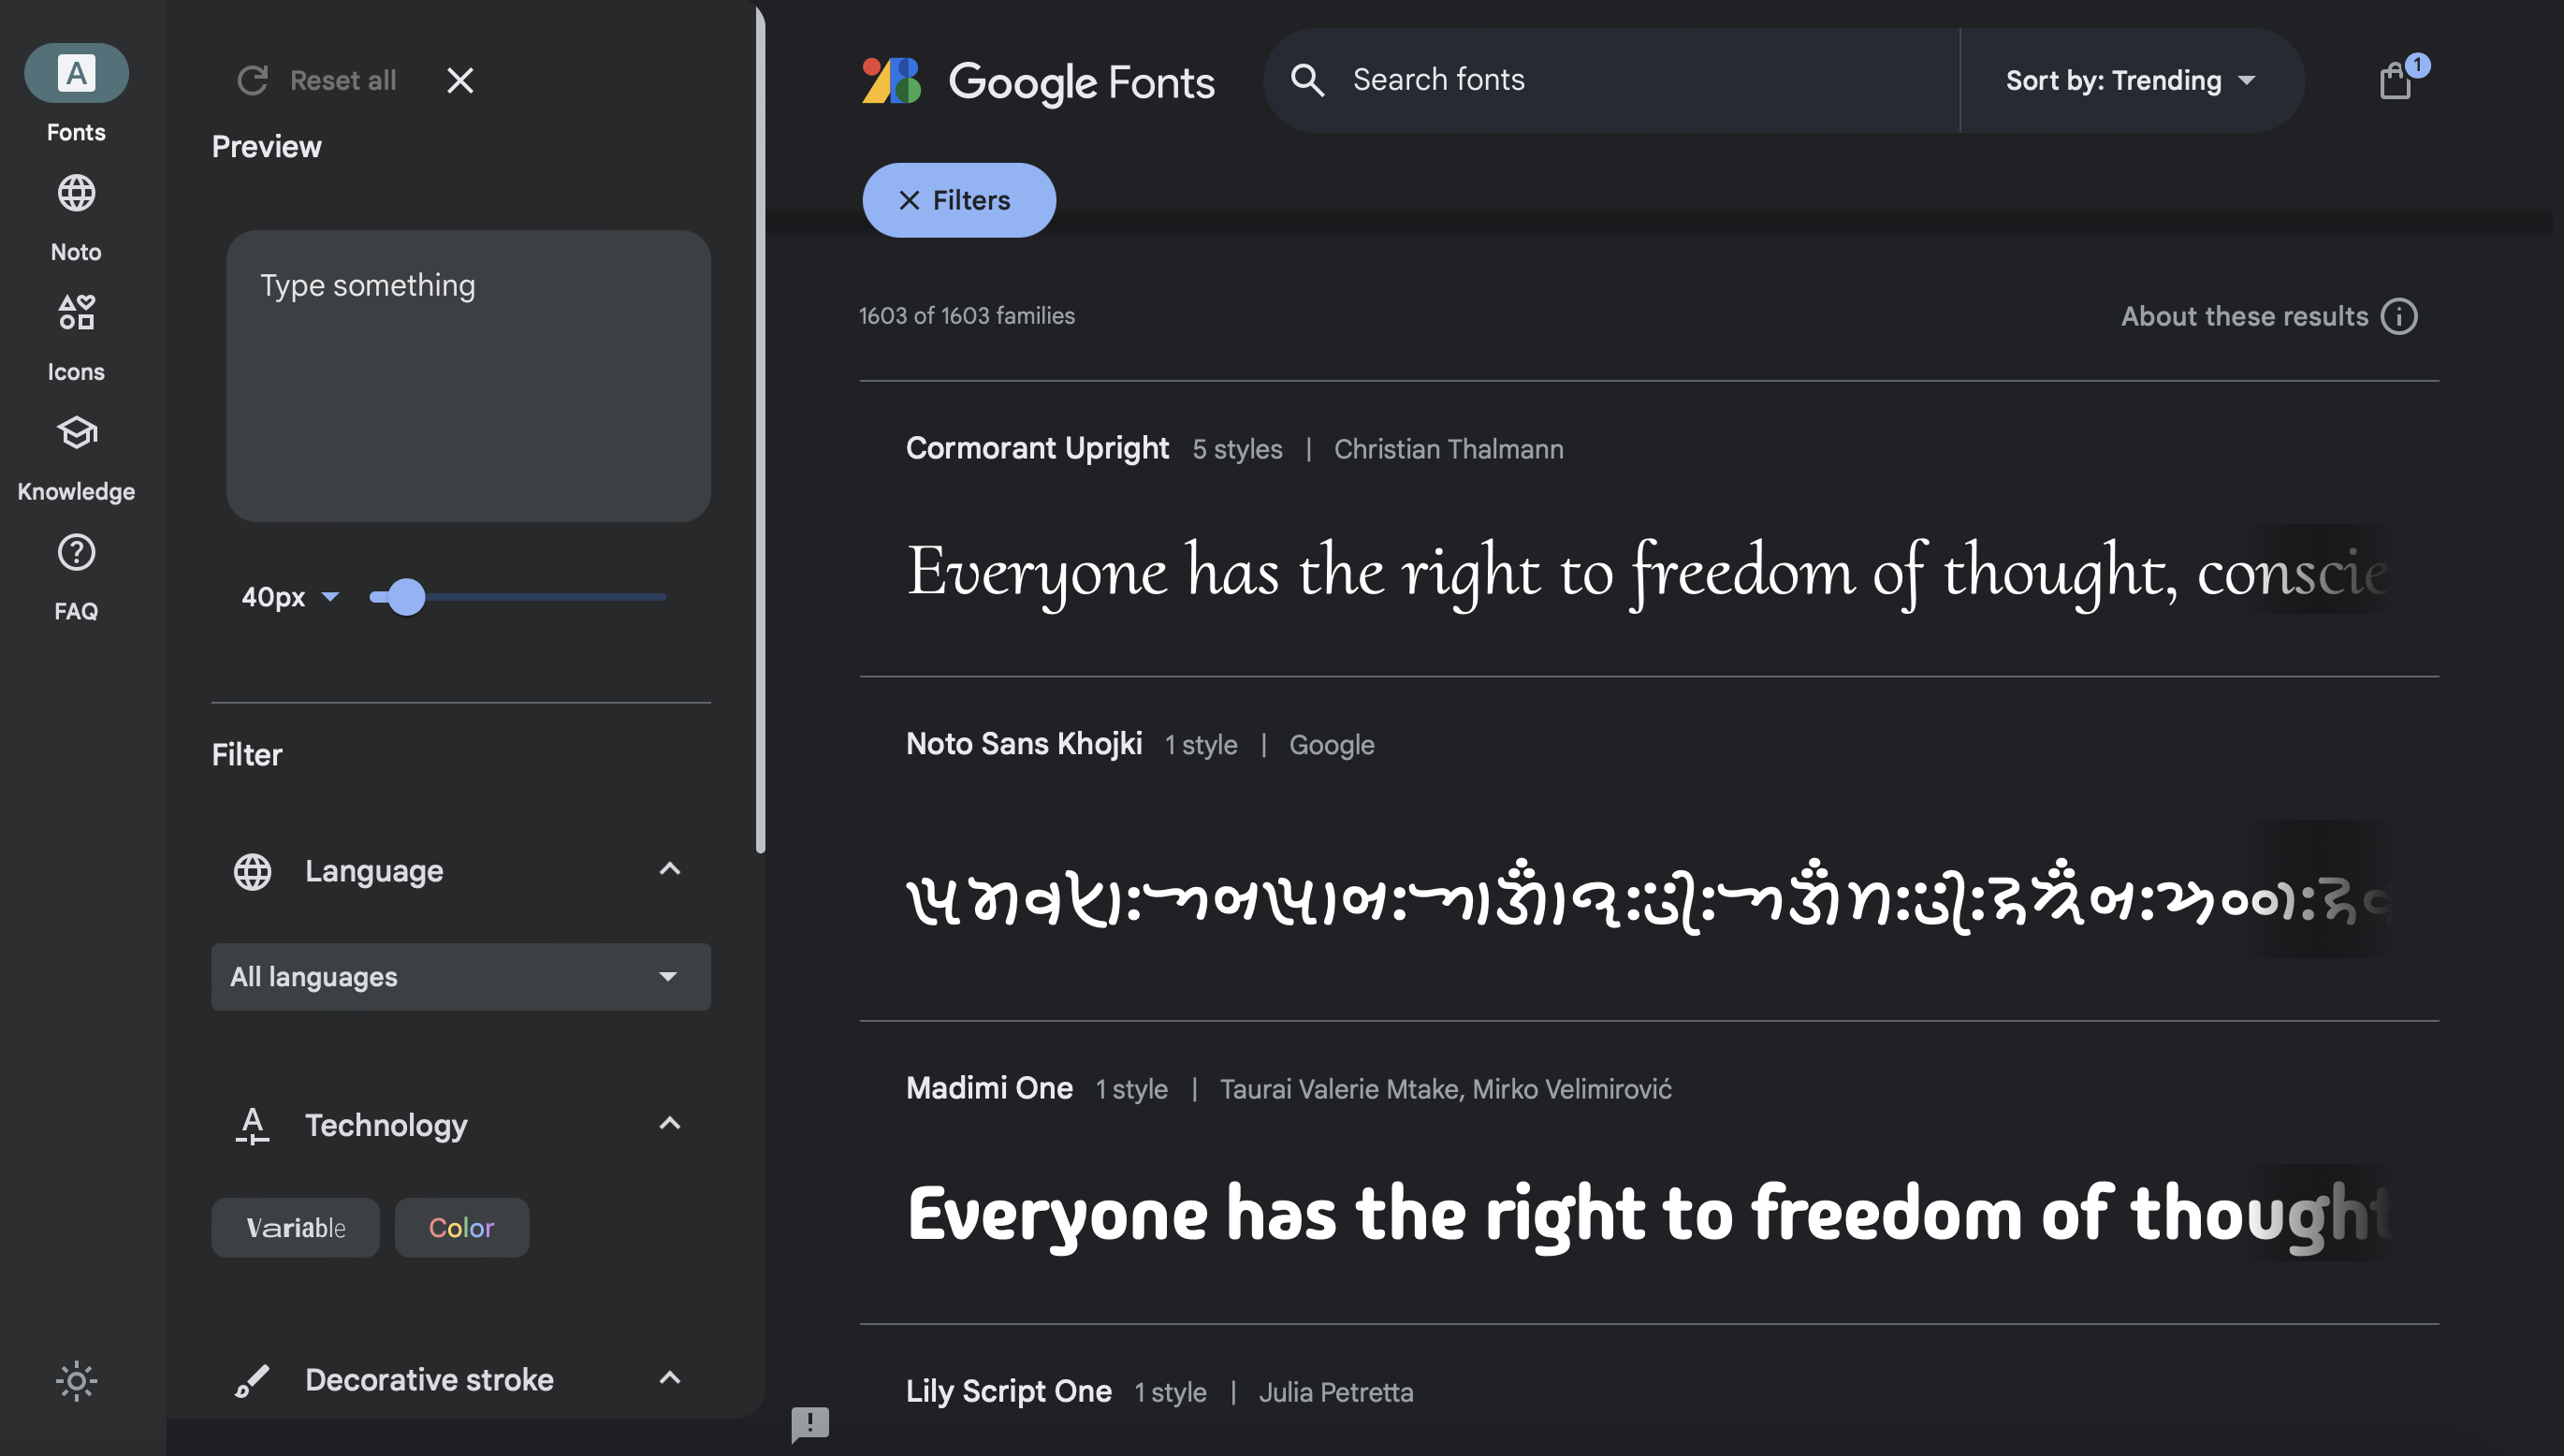 Fonts
Noto
Icons
Knowledge
FAQ
Reset all
Preview
Type something
40px
Filter
Language
All languages
Technology
Variable
Color
Decorative stroke
Google Fonts
Search fonts
Sort by: Trending
1
Filters
1603 of 1603 families
About these results
Cormorant Upright 5 styles | Christian Thalmann
Everyone has the right to freedom of thought, conscie
Noto Sans Khojki 1 style | Google
Madimi One 1 style | Taurai Valerie Mtake, Mirko Velimirović
Everyone has the right to freedom of thought
Lily Script One 1 style | Julia Petretta